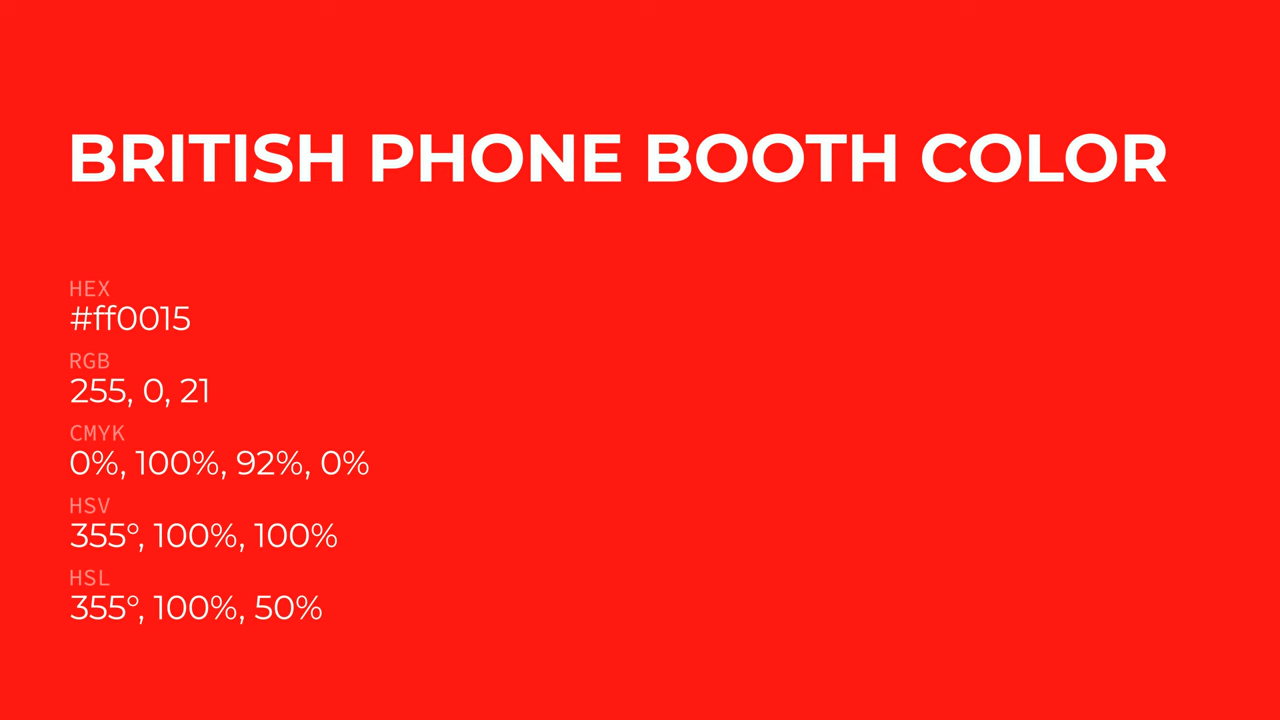 BRITISH PHONE BOOTH COLOR
HEX
#ff0015
RGB
255, 0, 21
CMYK
0%, 100%, 92%, 0%
HSV
355°, 100%, 100%
HSL
355°, 100%, 50%